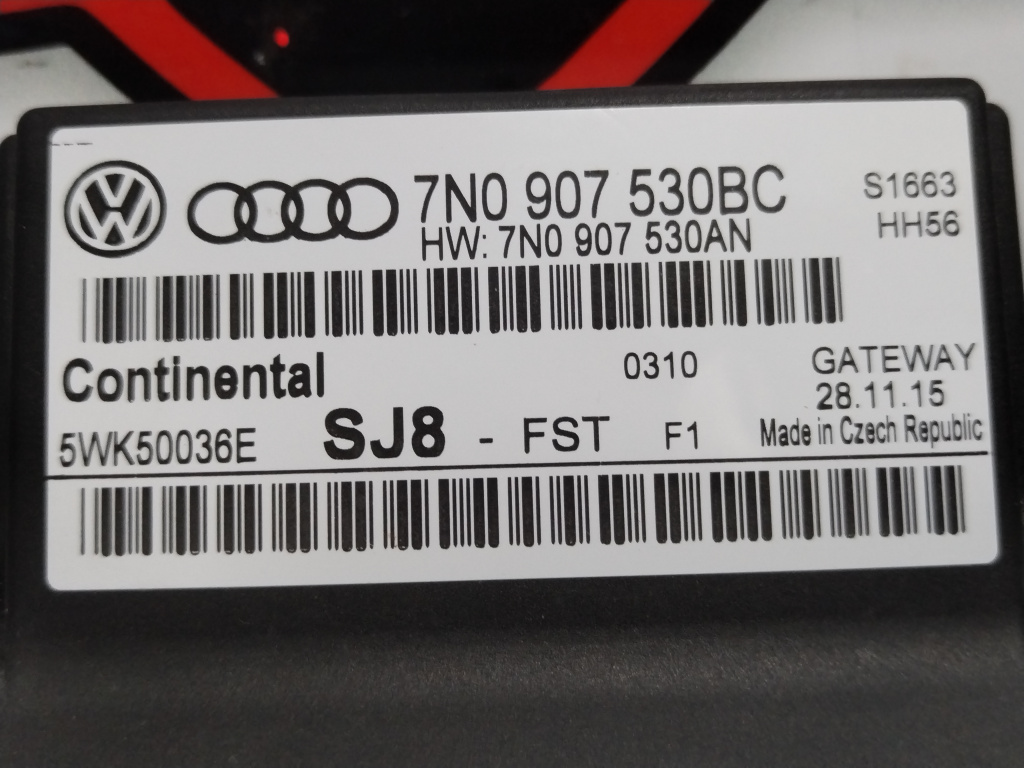 7N0 907 530BC S1663
HW: 7N0 907 530AN HH56
Continental 0310 GATEWAY
28.11.15
5WK50036E SJ8 - FST F1 Made in Czech Republic